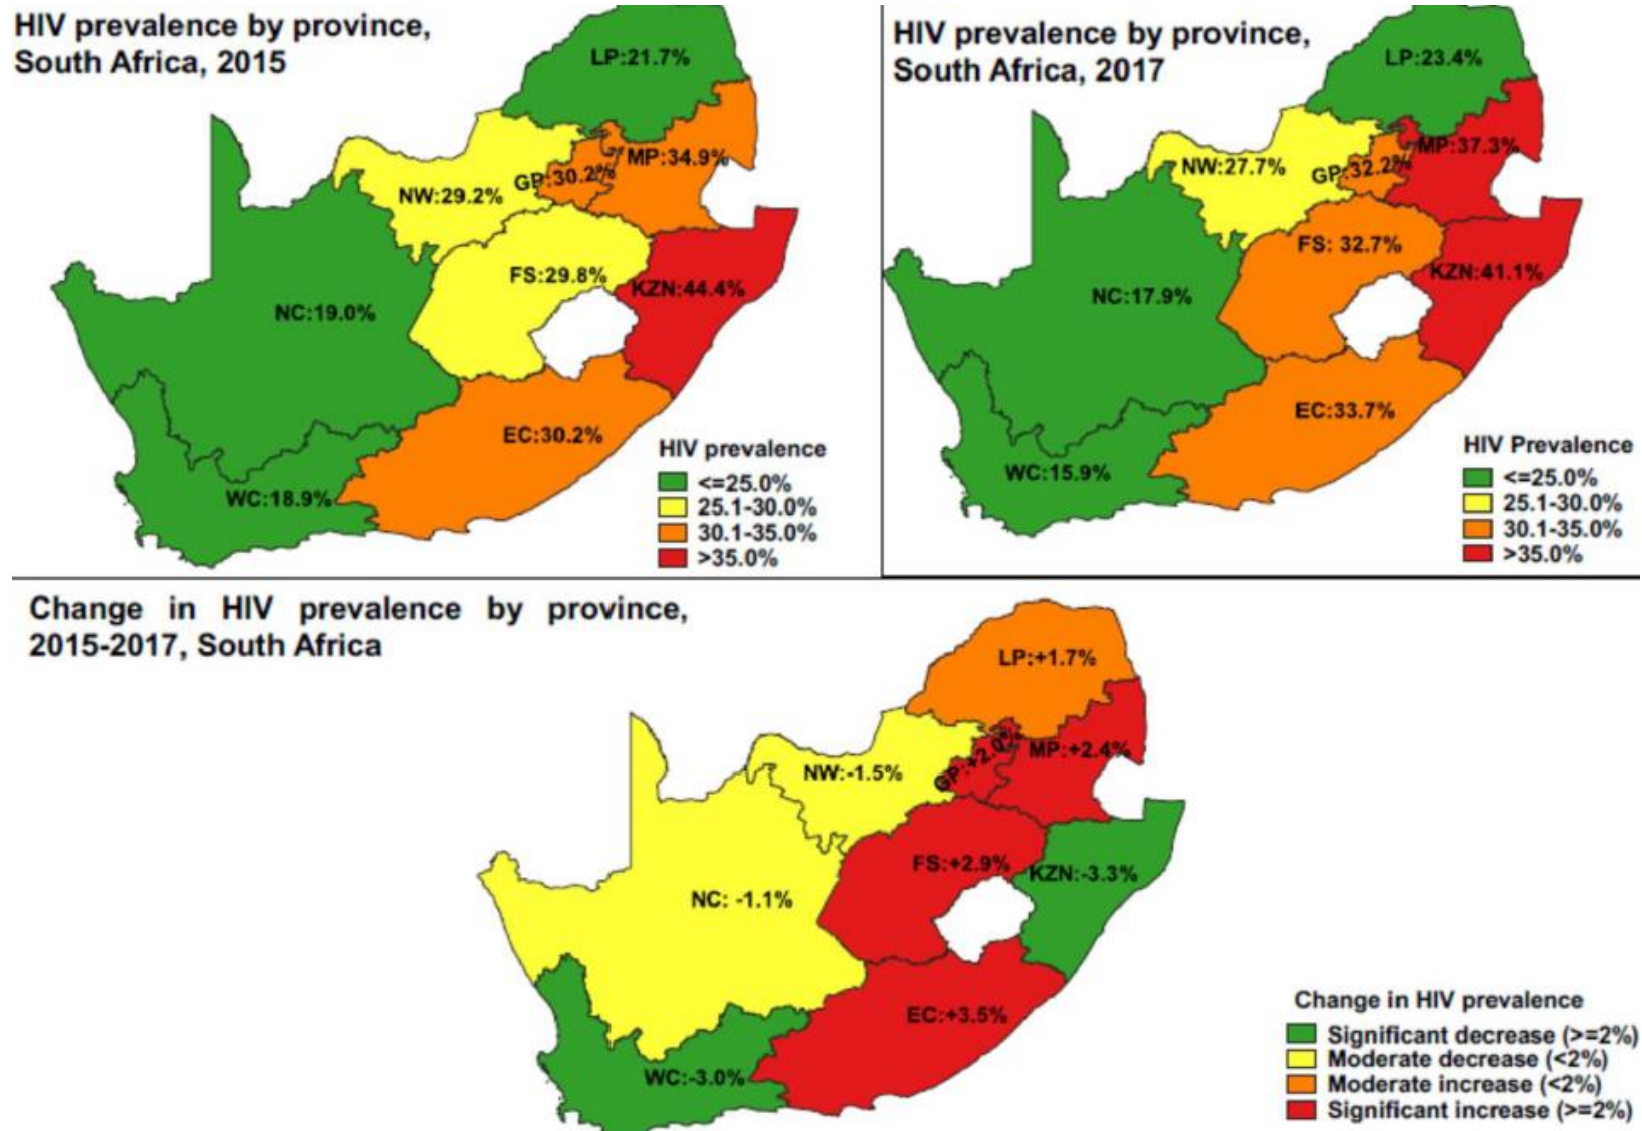 HIV prevalence by province,
South Africa, 2015
LP:21.7%
MP:34.9%
GP:30.2%
NW:29.2%
FS:29.8%
KZN:44.4%
NC:19.0%
EC:30.2%
WC:18.9%
HIV prevalence
<=25.0%
25.1-30.0%
30.1-35.0%
>35.0%
HIV prevalence by province,
South Africa, 2017
LP:23.4%
MP:37.3%
NW:27.7%
GP:32.2%
FS: 32.7%
KZN:41.1%
NC:17.9%
EC:33.7%
WC:15.9%
HIV Prevalence
<=25.0%
25.1-30.0%
30.1-35.0%
>35.0%
Change in HIV prevalence by province,
2015-2017, South Africa
LP:+1.7%
MP:+2.4%
GP:+2.0%
NW:-1.5%
FS:+2.9%
KZN:-3.3%
NC: -1.1%
EC:+3.5%
WC:-3.0%
Change in HIV prevalence
Significant decrease (>=2%)
Moderate decrease (<2%)
Moderate increase (<2%)
Significant increase (>=2%)